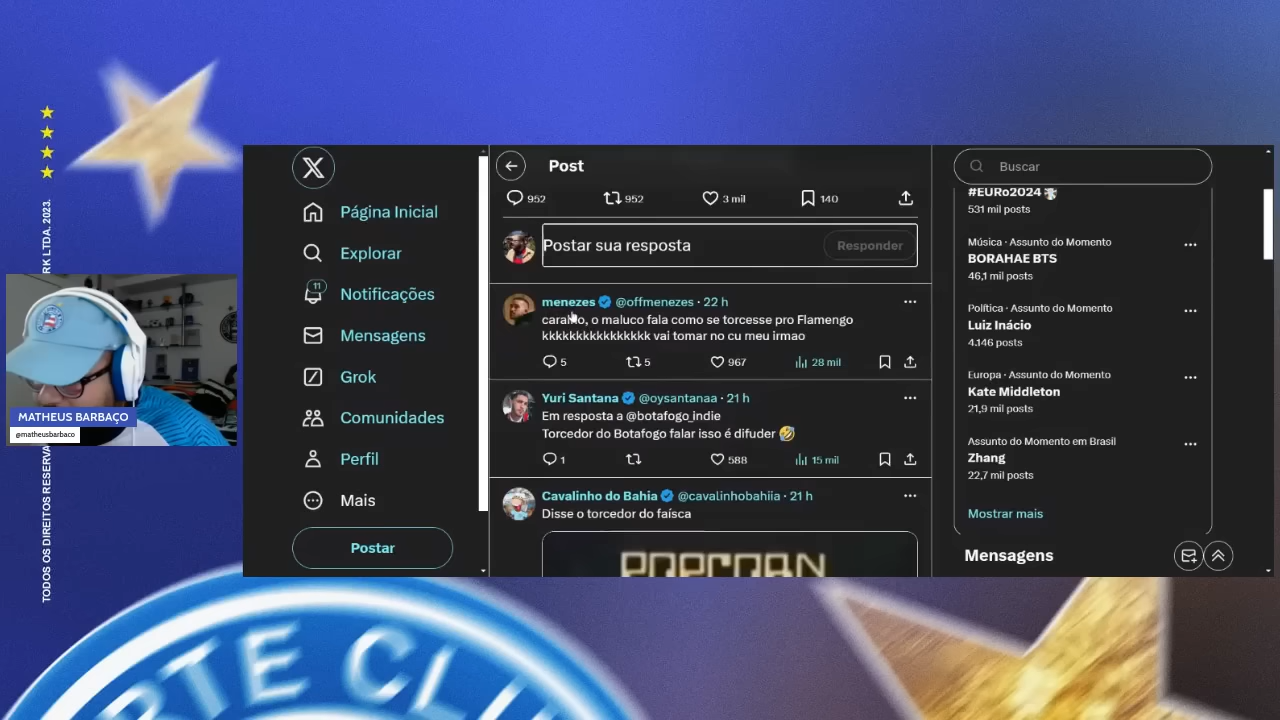 TODOS OS DIREITOS RESERVA
RK LTDA. 2023.
MATHEUS BARBAÇO
@matheusbarbaco
Página Inicial
Explorar
11
Notificações
Mensagens
Grok
Comunidades
Perfil
Mais
Postar
Post
952
952
3 mil
140
Postar sua resposta
Responder
menezes @offmenezes · 22 h
o maluco fala como se torcesse pro Flamengo
kkkkkkkkkkkkkkkk vai tomar no cu meu irmao
5
5
967
28 mil
Yuri Santana @oysantanaa · 21 h
Em resposta a @botafogo_indie
Torcedor do Botafogo falar isso é difuder 🤣
1
588
15 mil
Cavalinho do Bahia @cavalinhobahiia · 21 h
Disse o torcedor do faísca
POPCORN
Buscar
#EURo2024
531 mil posts
Música · Assunto do Momento
BORAHAE BTS
46,1 mil posts
Política · Assunto do Momento
Luiz Inácio
4.146 posts
Europa · Assunto do Momento
Kate Middleton
21,9 mil posts
Assunto do Momento em Brasil
Zhang
22,7 mil posts
Mostrar mais
Mensagens
RTE CL